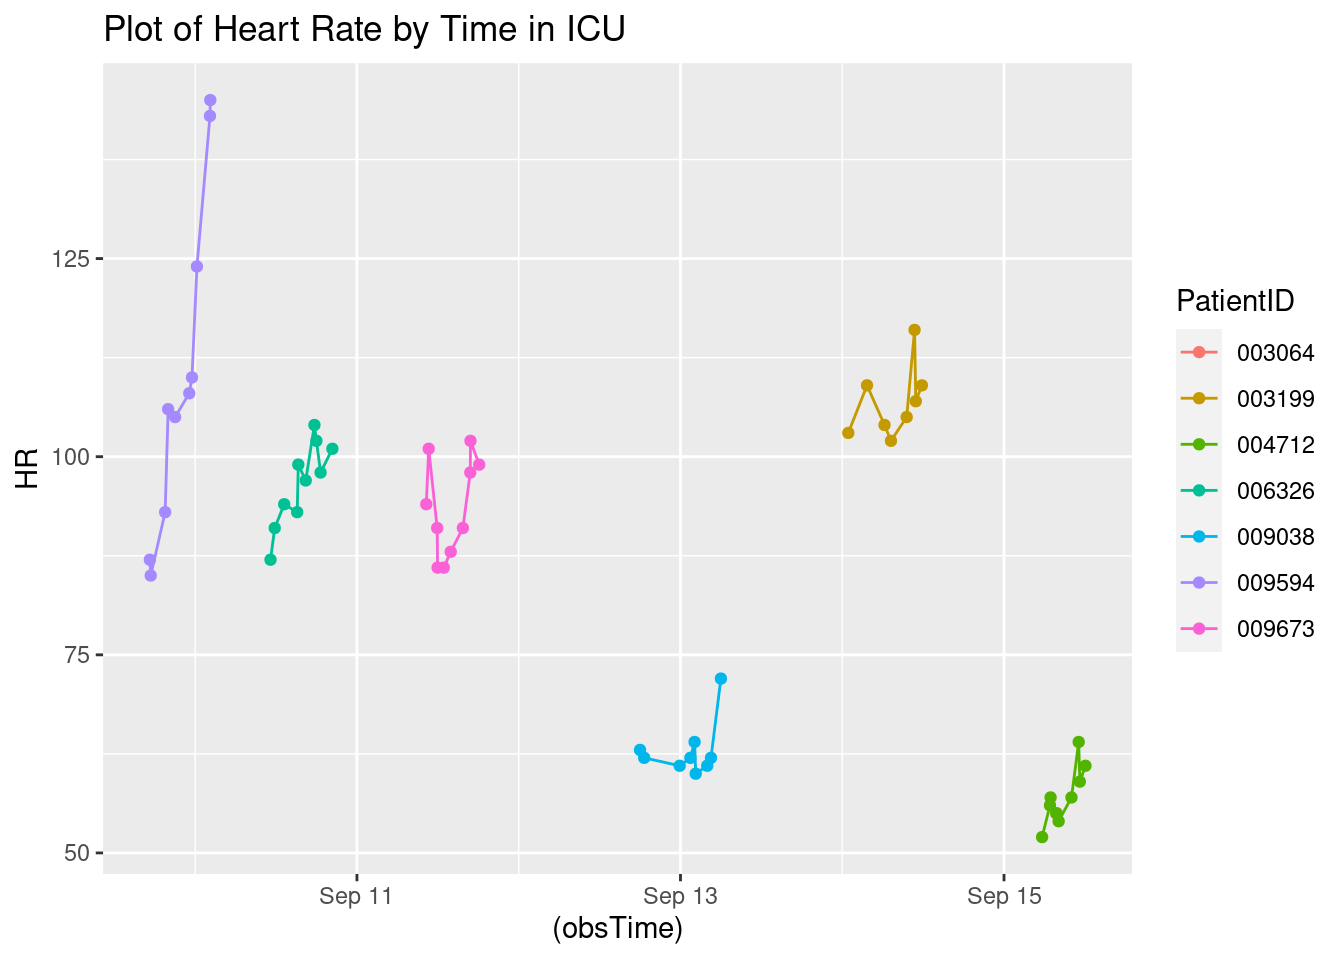 Plot of Heart Rate by Time in ICU
HR
125
100
75
50
Sep 11
Sep 13
Sep 15
(obsTime)
PatientID
003064
003199
004712
006326
009038
009594
009673